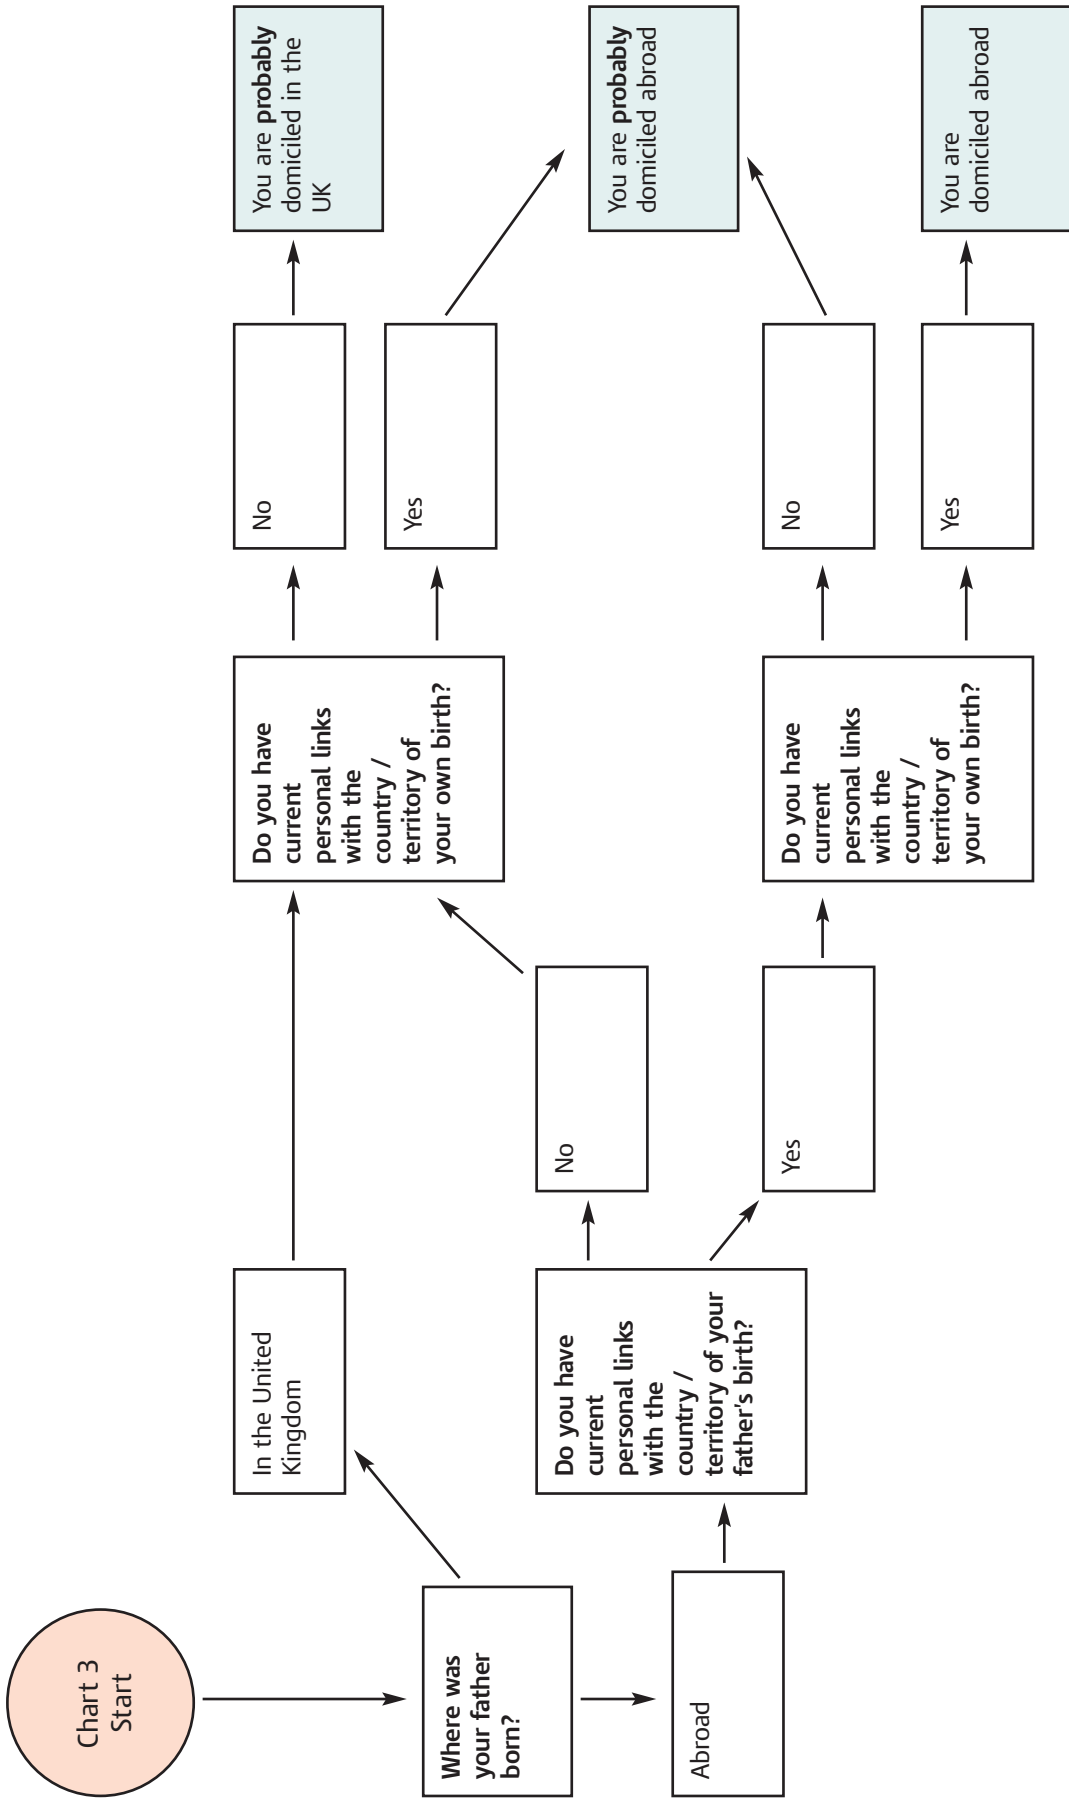 Chart 3
Start
Where was
your father
born?
In the United
Kingdom
Abroad
Do you have
current
personal links
with the
country /
territory of your
father's birth?
No
Yes
Do you have
current
personal links
with the
country /
territory of
your own birth?
No
Yes
Do you have
current
personal links
with the
country /
territory of
your own birth?
No
Yes
You are probably
domiciled in the
UK
You are probably
domiciled abroad
You are
domiciled abroad